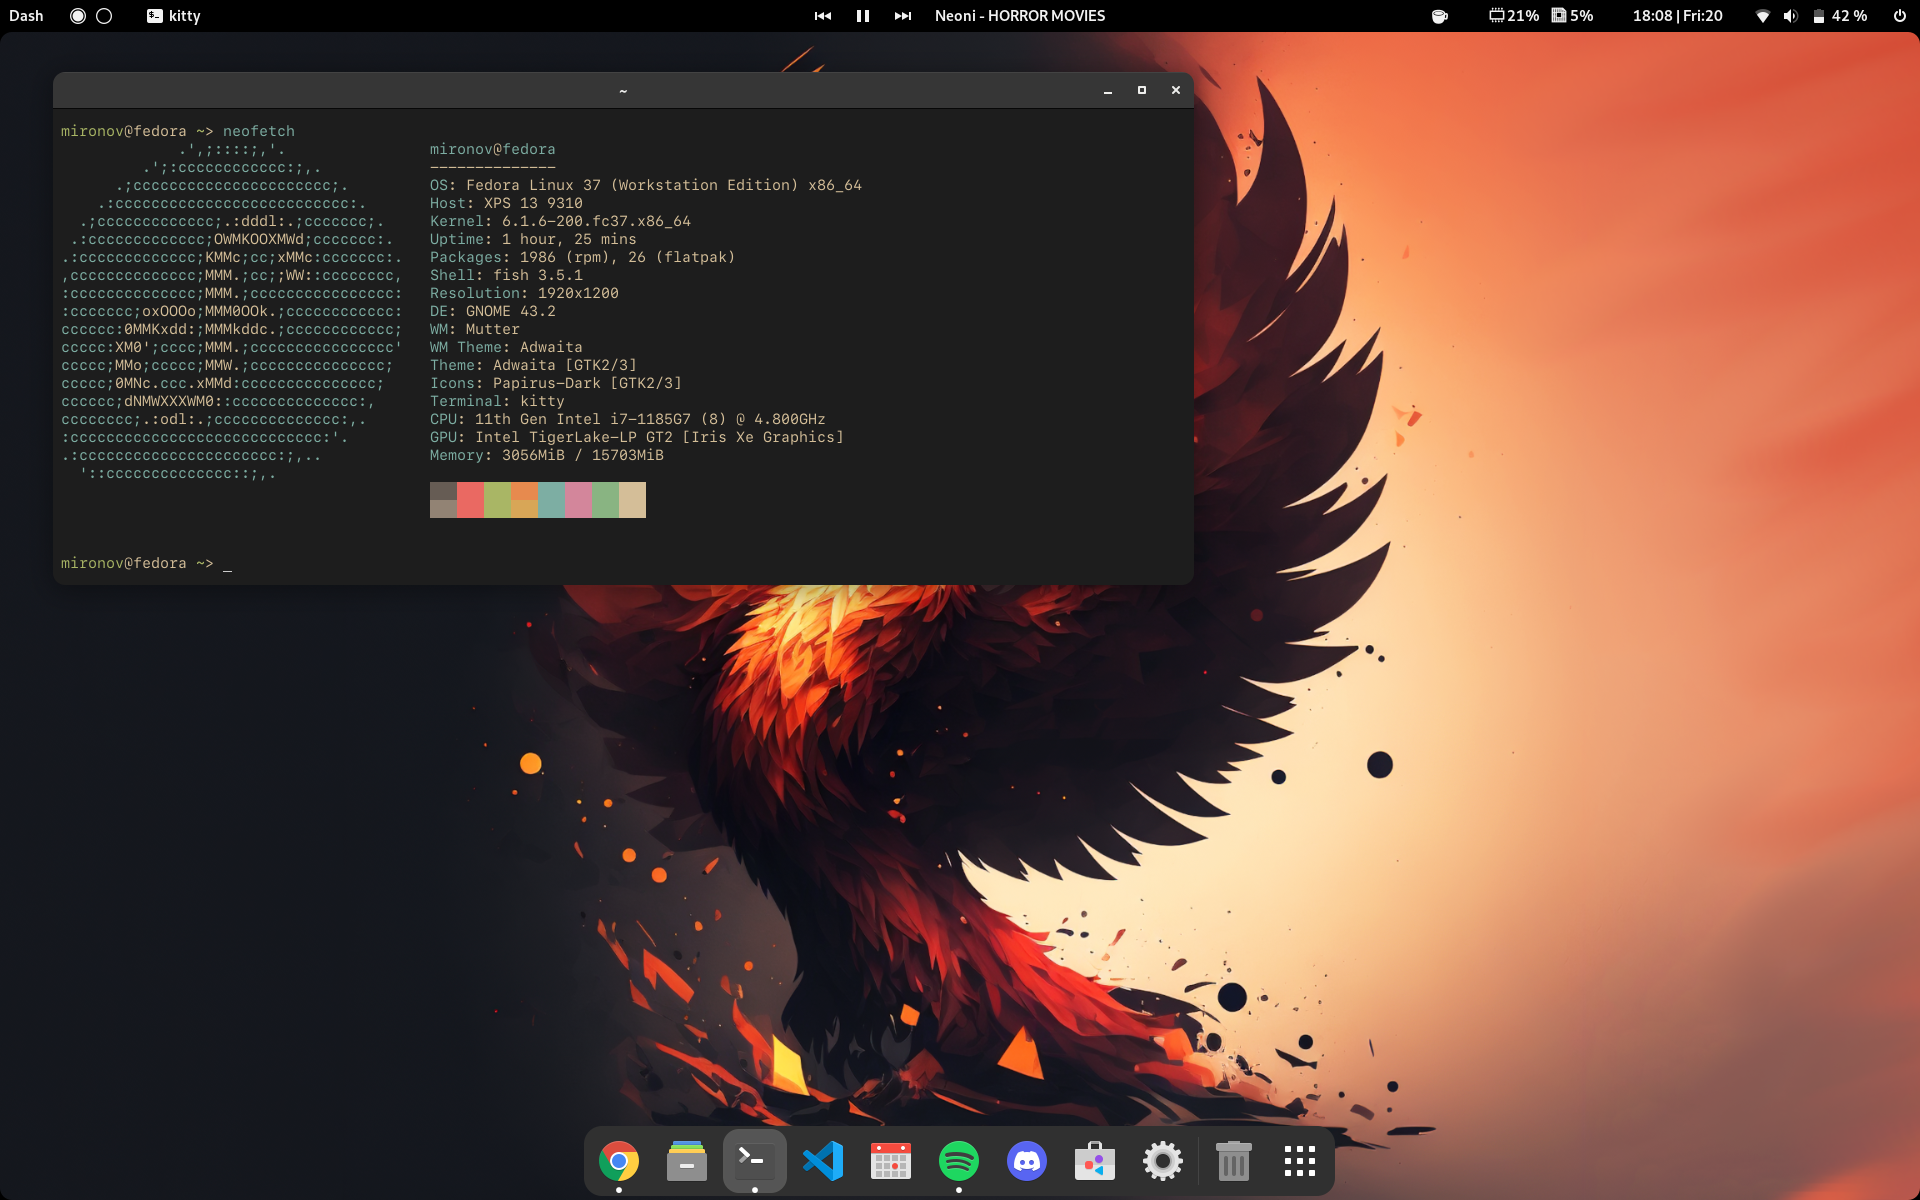 Dash kitty Neoni - HORROR MOVIES 21% 5% 18:08 | Fri:20 42 %
~
mironov@fedora ~> neofetch
             .',;::::;,'.                mironov@fedora
         .';:cccccccccccc:;,.            --------------
      .;cccccccccccccccccccccc;.         OS: Fedora Linux 37 (Workstation Edition) x86_64
    .:cccccccccccccccccccccccccc:.       Host: XPS 13 9310
  .;ccccccccccccc;.:dddl:.;ccccccc;.     Kernel: 6.1.6-200.fc37.x86_64
 .:ccccccccccccc;OWMKOOXMWd;ccccccc:.    Uptime: 1 hour, 25 mins
.:ccccccccccccc;KMMc;cc;xMMc:ccccccc:.   Packages: 1986 (rpm), 26 (flatpak)
,cccccccccccccc;MMM.;cc;;WW::cccccccc,   Shell: fish 3.5.1
:cccccccccccccc;MMM.;cccccccccccccccc:   Resolution: 1920x1200
:ccccccc;oxOOOo;MMM0OOk.;cccccccccccc:   DE: GNOME 43.2
cccccc:0MMKxdd:;MMMkddc.;cccccccccccc;   WM: Mutter
ccccc:XM0';cccc;MMM.;cccccccccccccccc'   WM Theme: Adwaita
ccccc;MMo;ccccc;MMW.;ccccccccccccccc;    Theme: Adwaita [GTK2/3]
ccccc;0MNc.ccc.xMMd:ccccccccccccccc;     Icons: Papirus-Dark [GTK2/3]
cccccc;dNMWXXXWM0::cccccccccccccc:,      Terminal: kitty
cccccccc;.:odl:.;cccccccccccccc:,.       CPU: 11th Gen Intel i7-1185G7 (8) @ 4.800GHz
:cccccccccccccccccccccccccccc:'.         GPU: Intel TigerLake-LP GT2 [Iris Xe Graphics]
.:cccccccccccccccccccccc:;,..            Memory: 3056MiB / 15703MiB
  '::cccccccccccccc::;,.
mironov@fedora ~> _